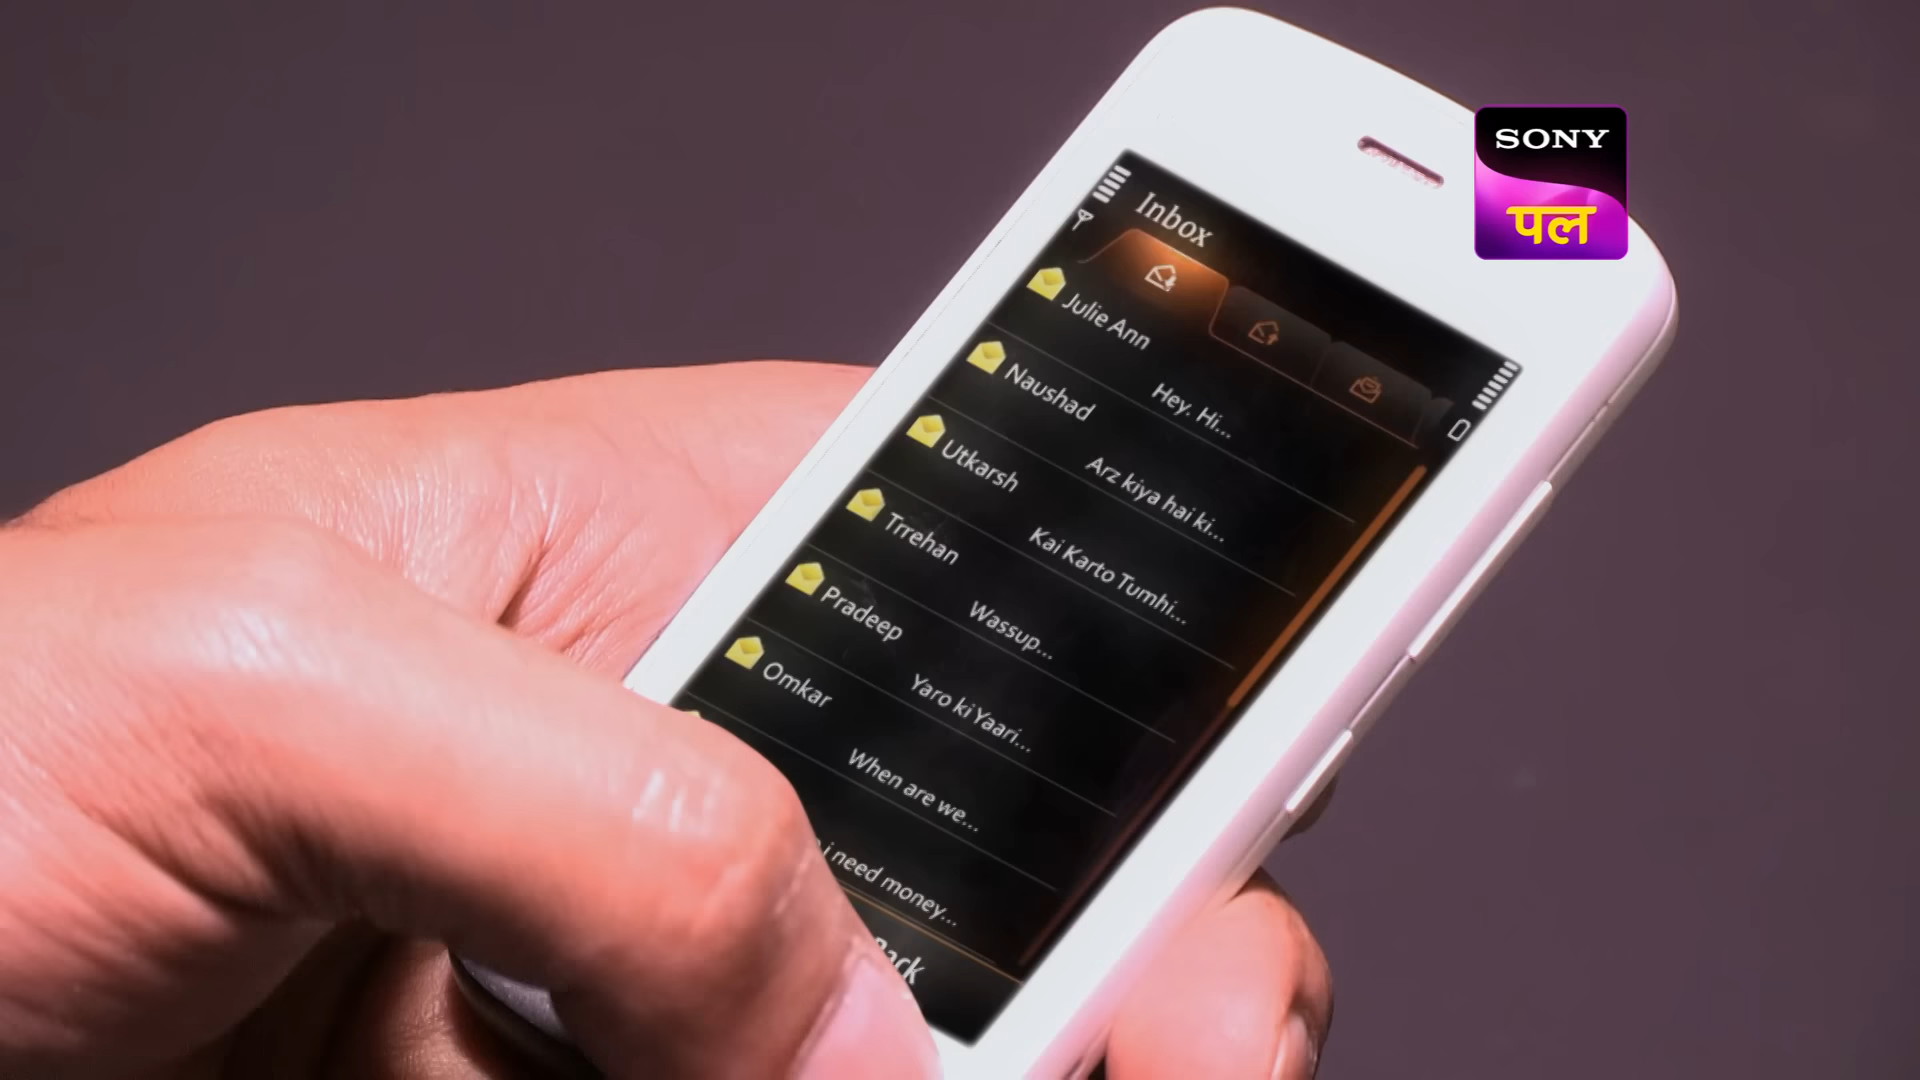 SONY
पल
Inbox
Julie Ann
Hey. Hi...
Naushad
Arz kiya hai ki...
Utkarsh
Kai Karto Tumhi...
Trrehan
Wassup...
Pradeep
Yaro ki Yaari...
Omkar
When are we...
i need money...
Back